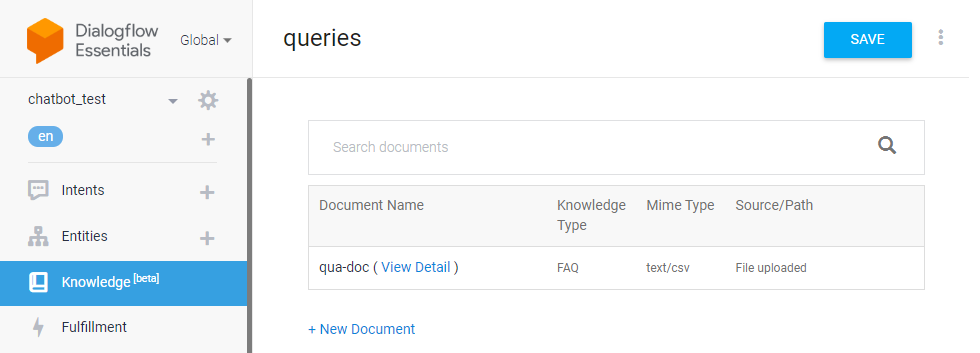 Dialogflow
Essentials
Global
queries
SAVE
chatbot_test
en
Intents
Entities
Knowledge [beta]
Fulfillment
Search documents
Document Name
Knowledge
Type
Mime Type
Source/Path
qua-doc ( View Detail )
FAQ
text/csv
File uploaded
+ New Document